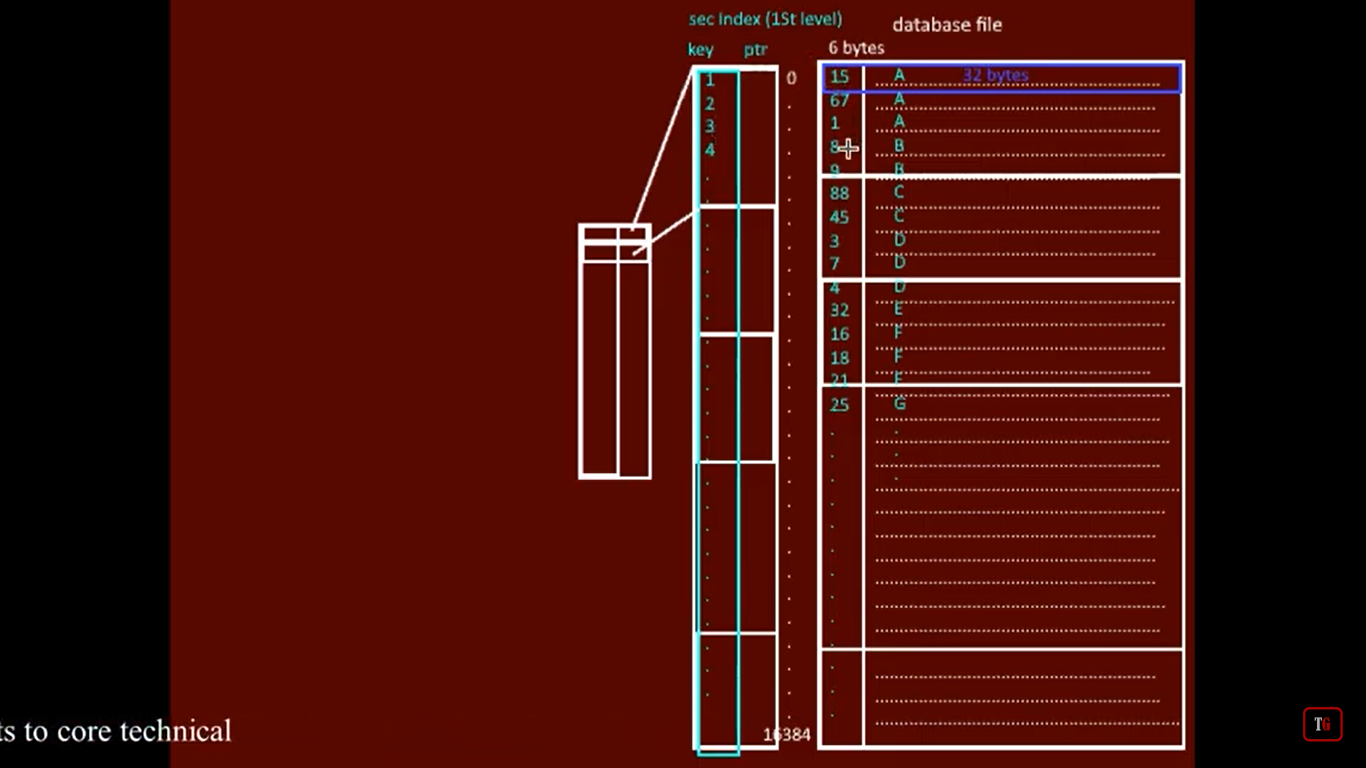 sec index (1St level)
database file
key ptr
6 bytes
1
2
3
4
0
16384
15 A 32 bytes
67 A
1 A
8 B
9 B
88 C
45 C
3 D
7 D
4 D
32 E
16 F
18 F
21 F
25 G
ts to core technical
TG